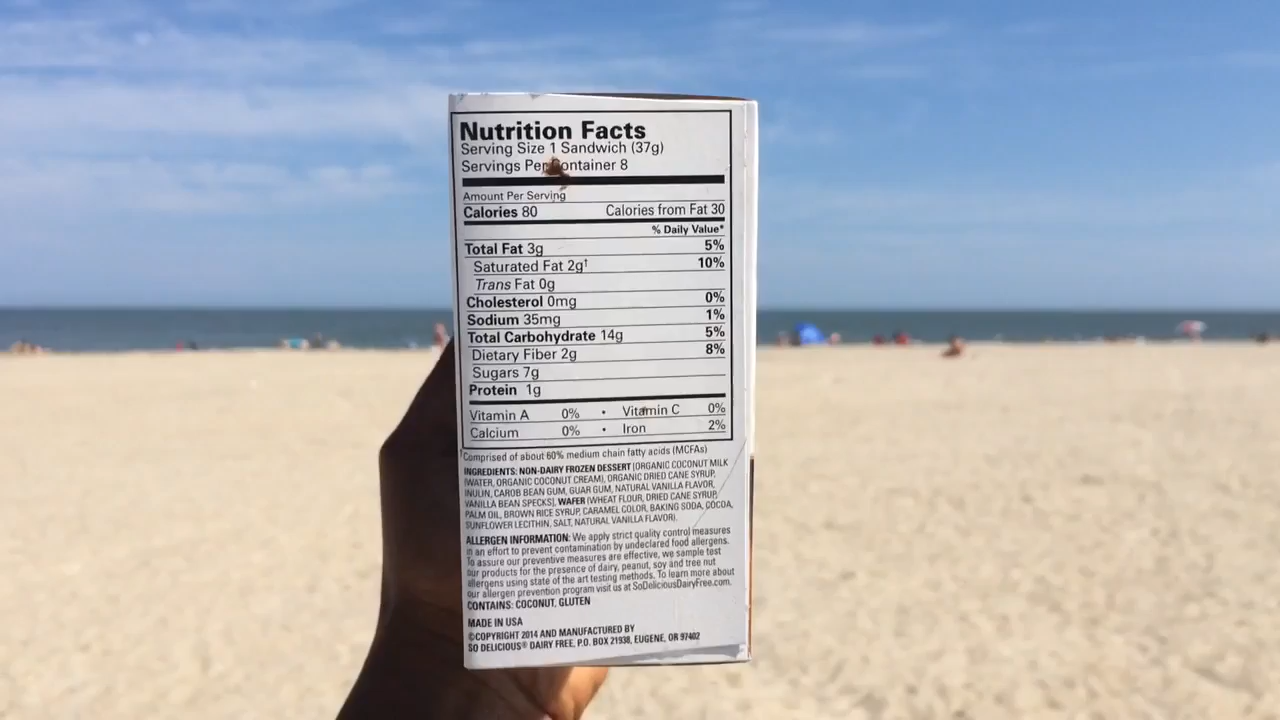 Nutrition Facts
Serving Size 1 Sandwich (37g)
Servings Per Container 8
Amount Per Serving
Calories 80 Calories from Fat 30
% Daily Value*
Total Fat 3g 5%
Saturated Fat 2g† 10%
Trans Fat 0g
Cholesterol 0mg 0%
Sodium 35mg 1%
Total Carbohydrate 14g 5%
Dietary Fiber 2g 8%
Sugars 7g
Protein 1g
Vitamin A 0% • Vitamin C 0%
Calcium 0% • Iron 2%
†Comprised of about 60% medium chain fatty acids (MCFAs)
INGREDIENTS: NON-DAIRY FROZEN DESSERT (ORGANIC COCONUT MILK
(WATER, ORGANIC COCONUT CREAM), ORGANIC DRIED CANE SYRUP,
INULIN, CAROB BEAN GUM, GUAR GUM, NATURAL VANILLA FLAVOR,
VANILLA BEAN SPECKS), WAFER (WHEAT FLOUR, DRIED CANE SYRUP,
PALM OIL, BROWN RICE SYRUP, CARAMEL COLOR, BAKING SODA, COCOA,
SUNFLOWER LECITHIN, SALT, NATURAL VANILLA FLAVOR).
ALLERGEN INFORMATION: We apply strict quality control measures
in an effort to prevent contamination by undeclared food allergens.
To assure our preventive measures are effective, we sample test
our products for the presence of dairy, peanut, soy and tree nut
allergens using state of the art testing methods. To learn more about
our allergen prevention program visit us at SoDeliciousDairyFree.com.
CONTAINS: COCONUT, GLUTEN
MADE IN USA
©COPYRIGHT 2014 AND MANUFACTURED BY
SO DELICIOUS® DAIRY FREE, P.O. BOX 21938, EUGENE, OR 97402